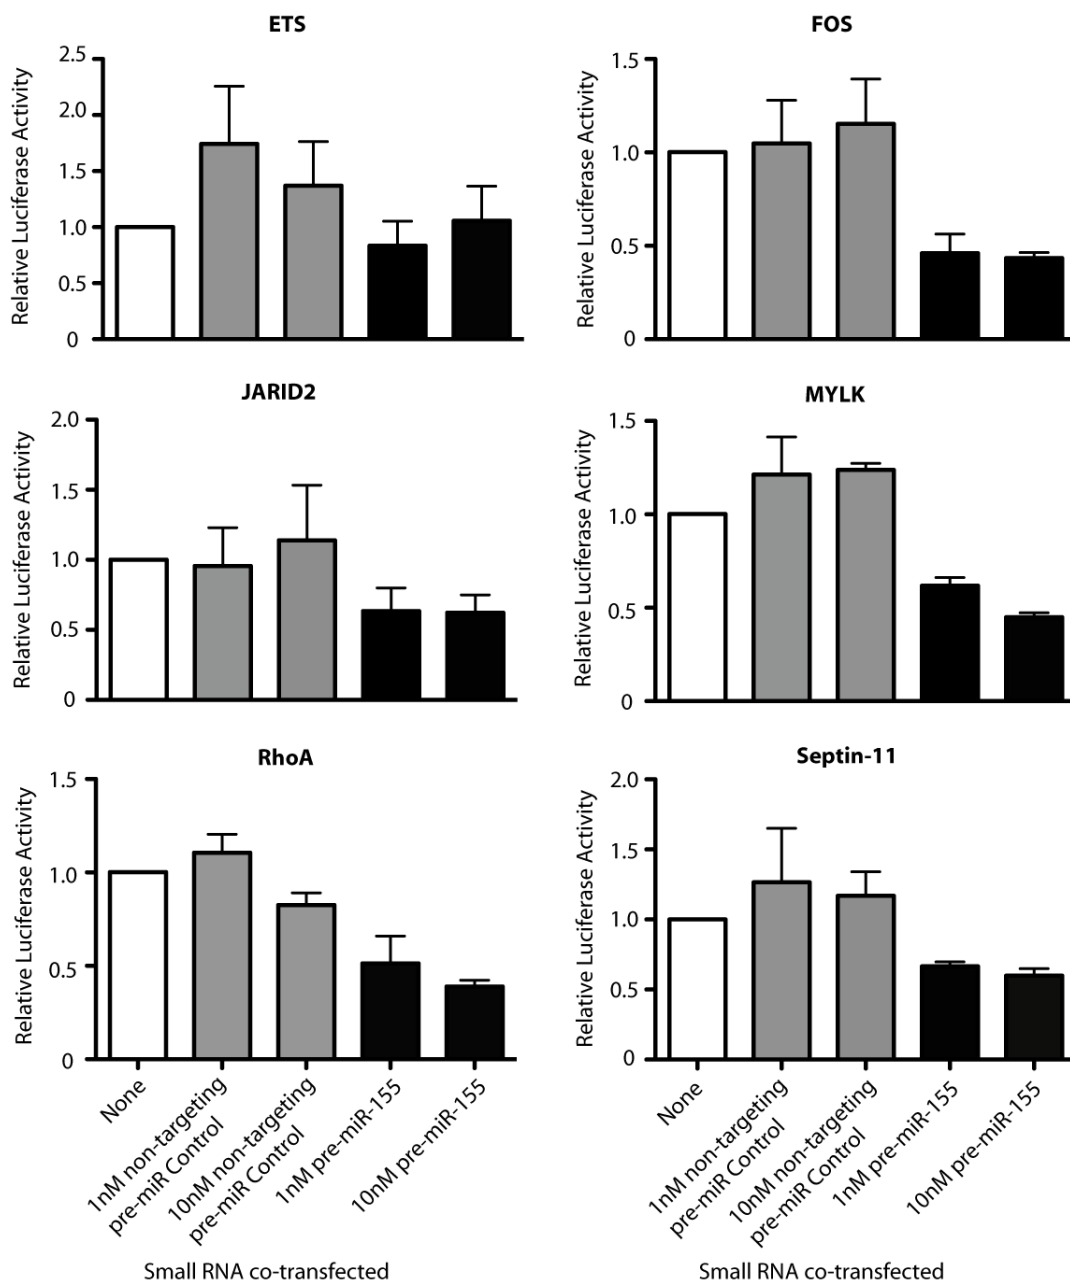 ETS
Relative Luciferase Activity
2.5
2.0
1.5
1.0
0.5
0
FOS
Relative Luciferase Activity
1.5
1.0
0.5
0
JARID2
Relative Luciferase Activity
2.0
1.5
1.0
0.5
0
MYLK
Relative Luciferase Activity
1.5
1.0
0.5
0
RhoA
Relative Luciferase Activity
1.5
1.0
0.5
0
None
1nM non-targeting
pre-miR Control
10nM non-targeting
pre-miR Control
1nM pre-miR-155
10nM pre-miR-155
Small RNA co-transfected
Septin-11
Relative Luciferase Activity
2.0
1.5
1.0
0.5
0
None
1nM non-targeting
pre-miR Control
10nM non-targeting
pre-miR Control
1nM pre-miR-155
10nM pre-miR-155
Small RNA co-transfected